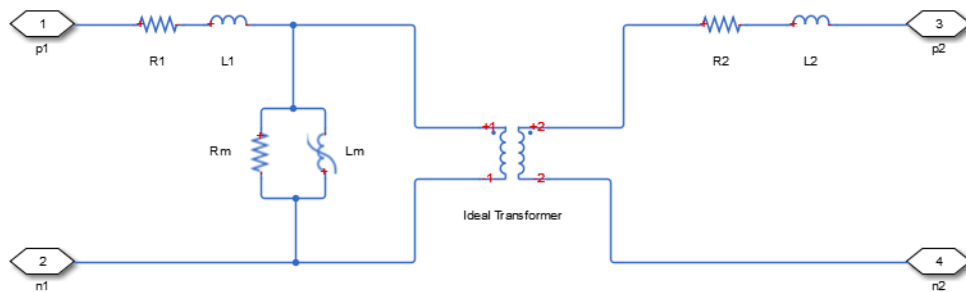 1
p1
R1
L1
R2
L2
3
p2
Rm
Lm
+1
+2
-1
-2
Ideal Transformer
2
n1
4
n2